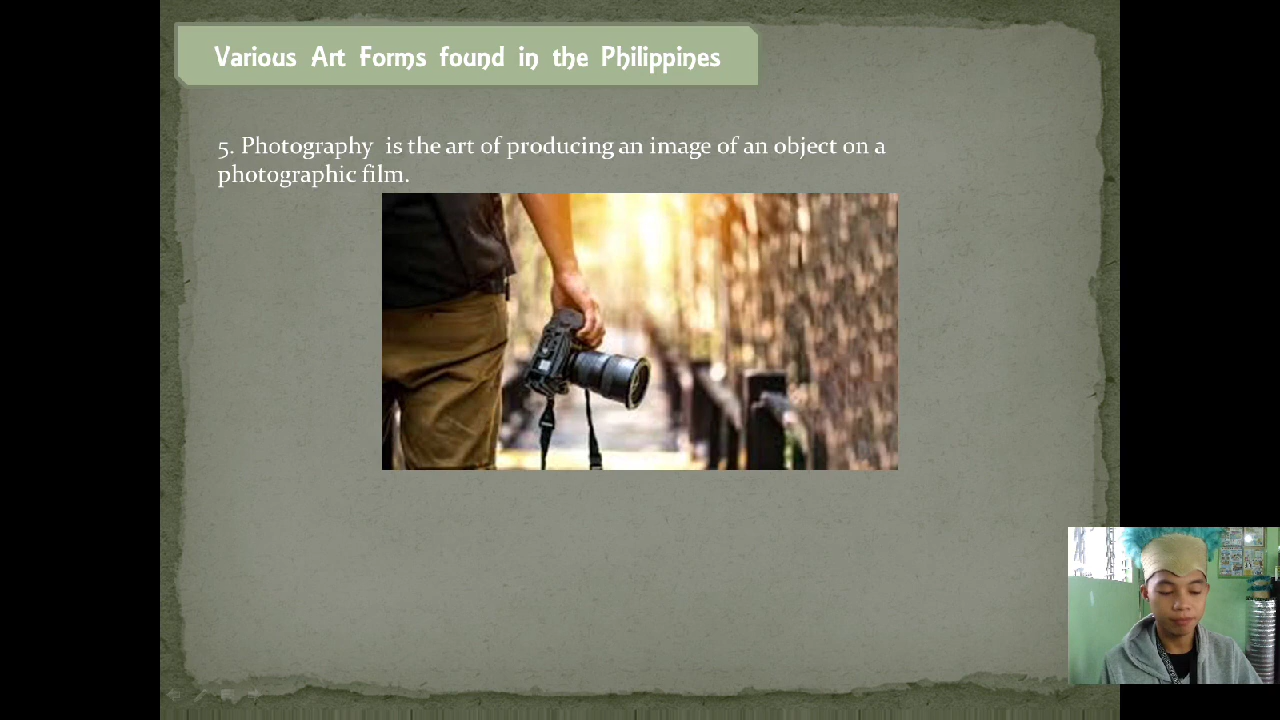 Various Art Forms found in the Philippines
5. Photography is the art of producing an image of an object on a
photographic film.